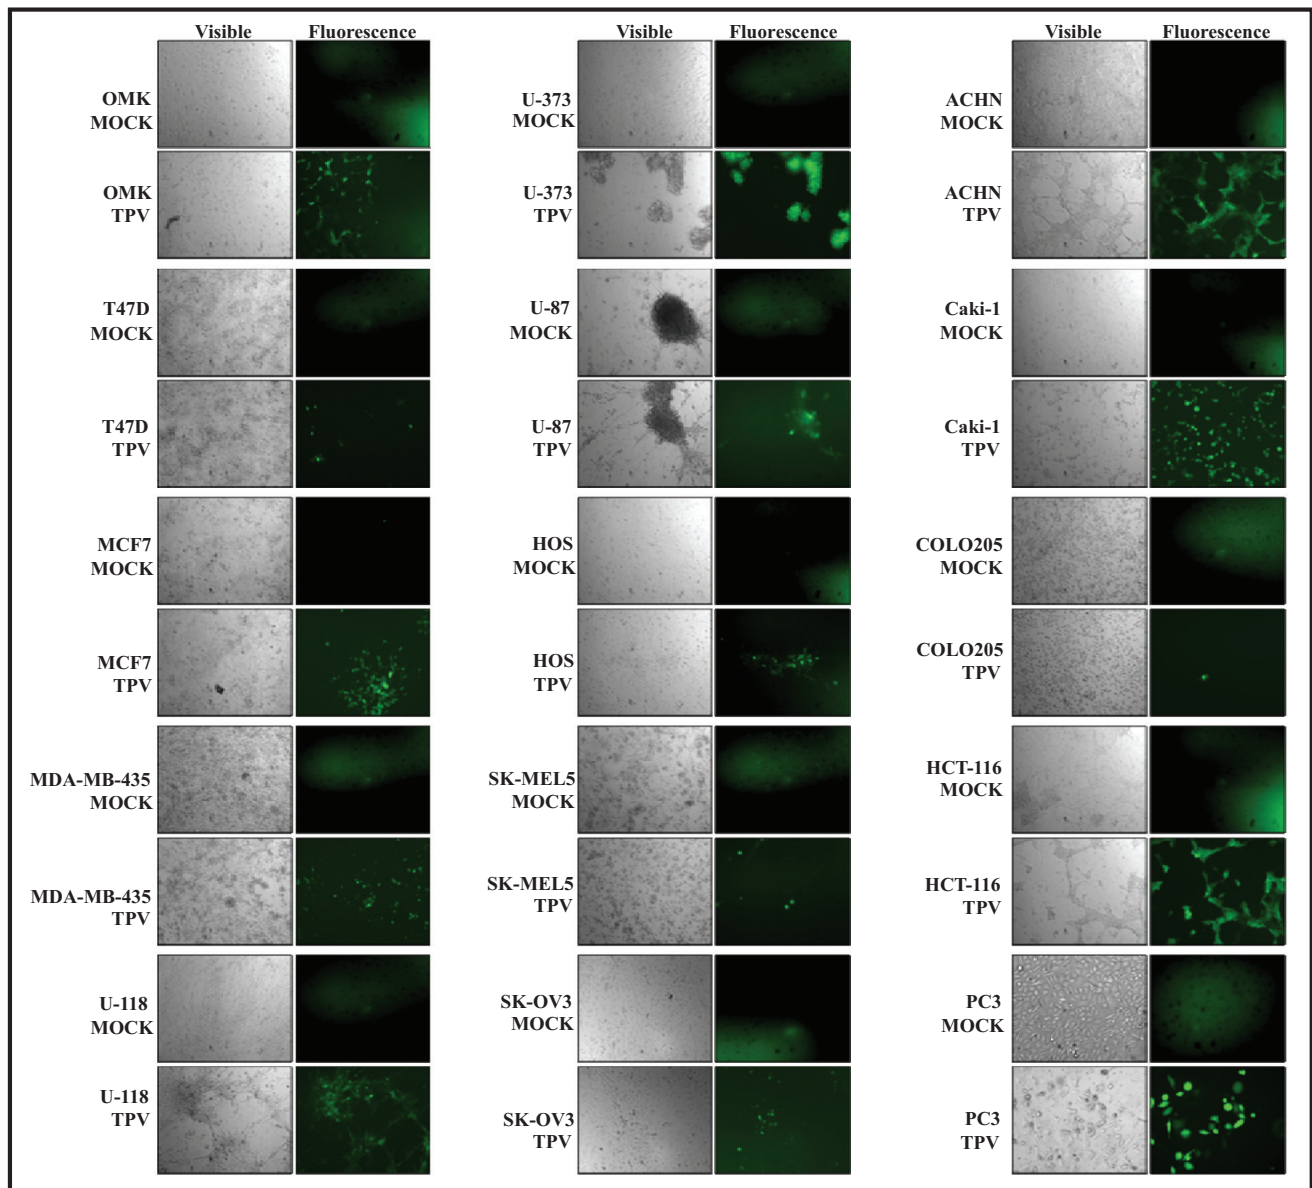 Visible Fluorescence
OMK
MOCK
OMK
TPV
T47D
MOCK
T47D
TPV
MCF7
MOCK
MCF7
TPV
MDA-MB-435
MOCK
MDA-MB-435
TPV
U-118
MOCK
U-118
TPV
Visible Fluorescence
U-373
MOCK
U-373
TPV
U-87
MOCK
U-87
TPV
HOS
MOCK
HOS
TPV
SK-MEL5
MOCK
SK-MEL5
TPV
SK-OV3
MOCK
SK-OV3
TPV
Visible Fluorescence
ACHN
MOCK
ACHN
TPV
Caki-1
MOCK
Caki-1
TPV
COLO205
MOCK
COLO205
TPV
HCT-116
MOCK
HCT-116
TPV
PC3
MOCK
PC3
TPV